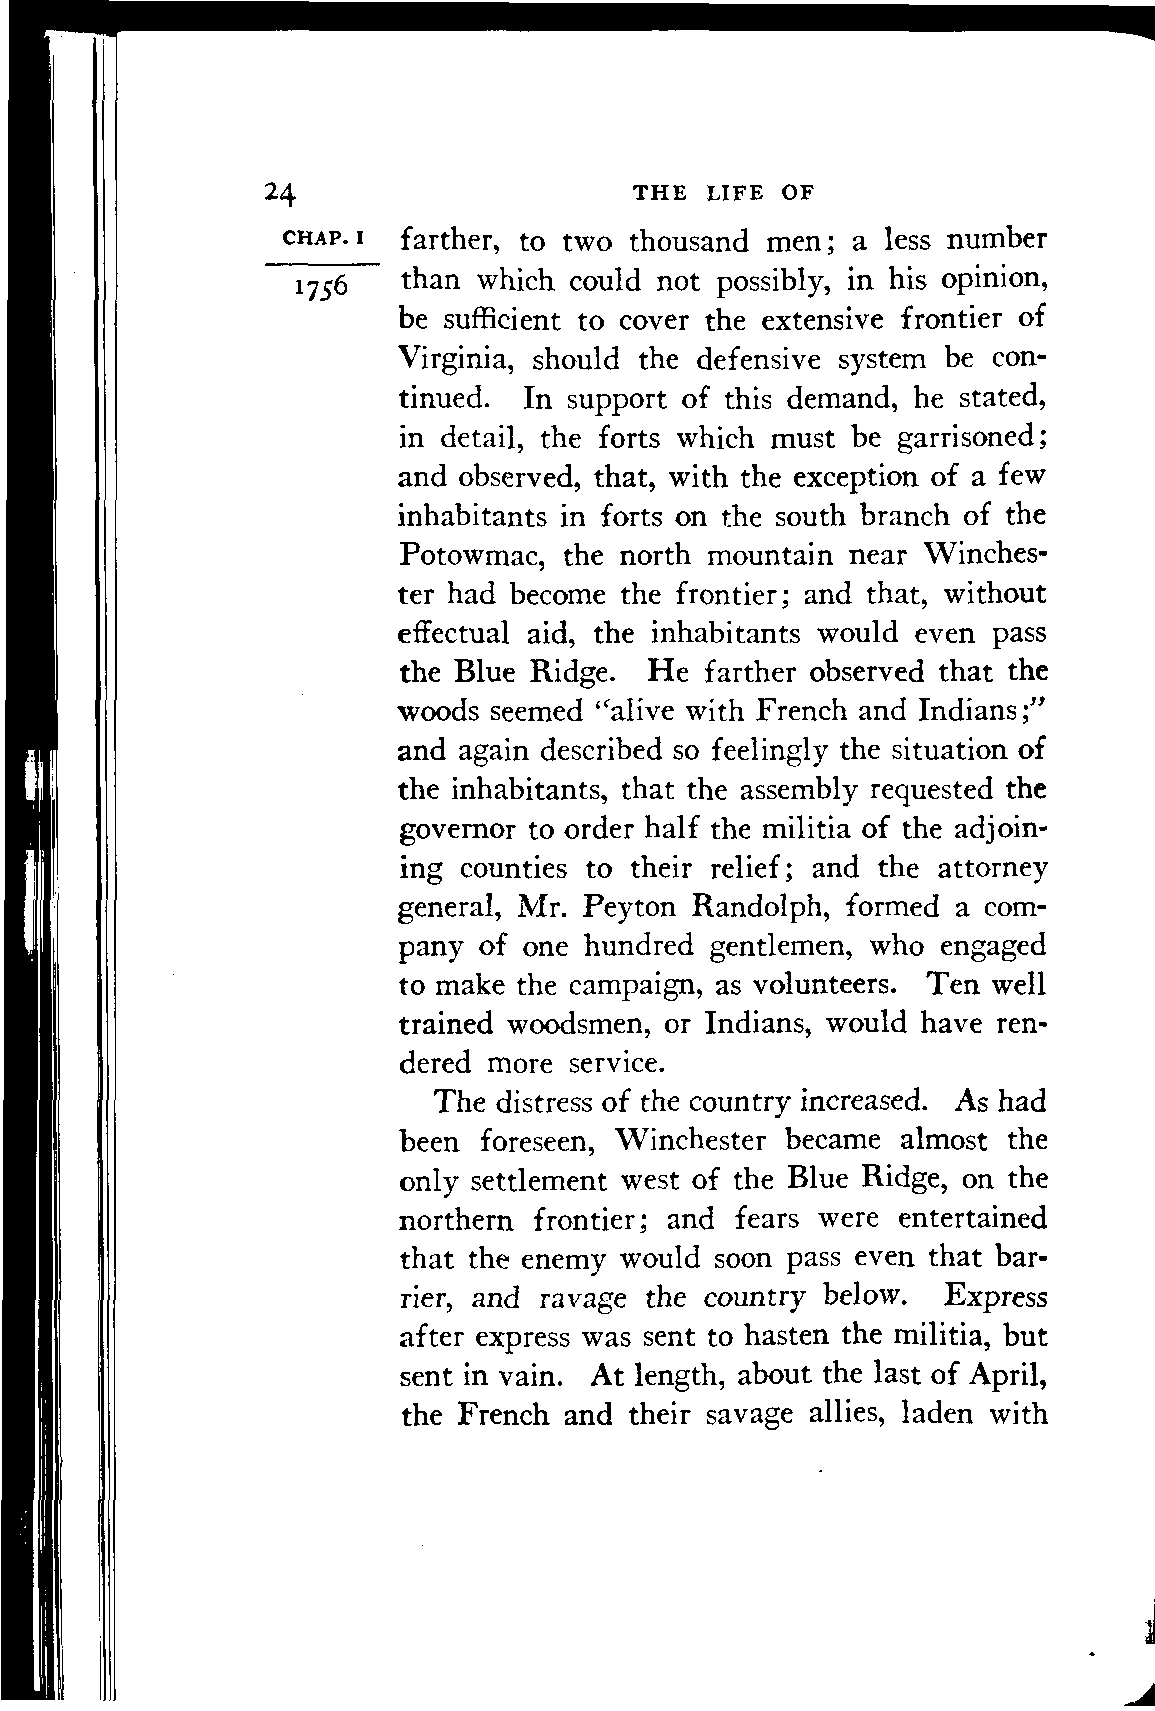 24 THE LIFE OF
CHAP. I
1756
farther, to two thousand men; a less number
than which could not possibly, in his opinion,
be sufficient to cover the extensive frontier of
Virginia, should the defensive system be con-
tinued. In support of this demand, he stated,
in detail, the forts which must be garrisoned;
and observed, that, with the exception of a few
inhabitants in forts on the south branch of the
Potowmac, the north mountain near Winches-
ter had become the frontier; and that, without
effectual aid, the inhabitants would even pass
the Blue Ridge. He farther observed that the
woods seemed “alive with French and Indians;”
and again described so feelingly the situation of
the inhabitants, that the assembly requested the
governor to order half the militia of the adjoin-
ing counties to their relief; and the attorney
general, Mr. Peyton Randolph, formed a com-
pany of one hundred gentlemen, who engaged
to make the campaign, as volunteers. Ten well
trained woodsmen, or Indians, would have ren-
dered more service.
The distress of the country increased. As had
been foreseen, Winchester became almost the
only settlement west of the Blue Ridge, on the
northern frontier; and fears were entertained
that the enemy would soon pass even that bar-
rier, and ravage the country below. Express
after express was sent to hasten the militia, but
sent in vain. At length, about the last of April,
the French and their savage allies, laden with